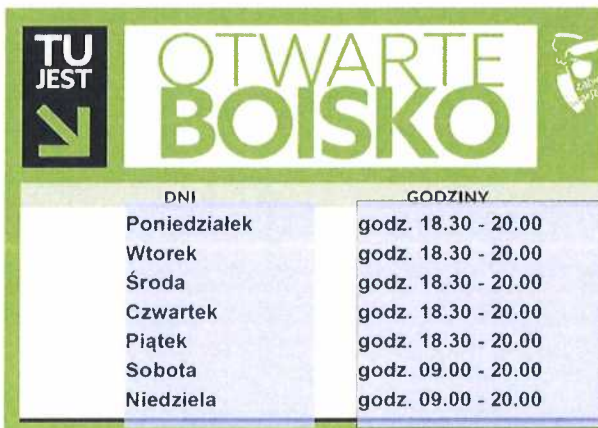 TU
JEST
OTWARTE
BOISKO
DNI GODZINY
Poniedziałek godz. 18.30 - 20.00
Wtorek godz. 18.30 - 20.00
Środa godz. 18.30 - 20.00
Czwartek godz. 18.30 - 20.00
Piątek godz. 18.30 - 20.00
Sobota godz. 09.00 - 20.00
Niedziela godz. 09.00 - 20.00